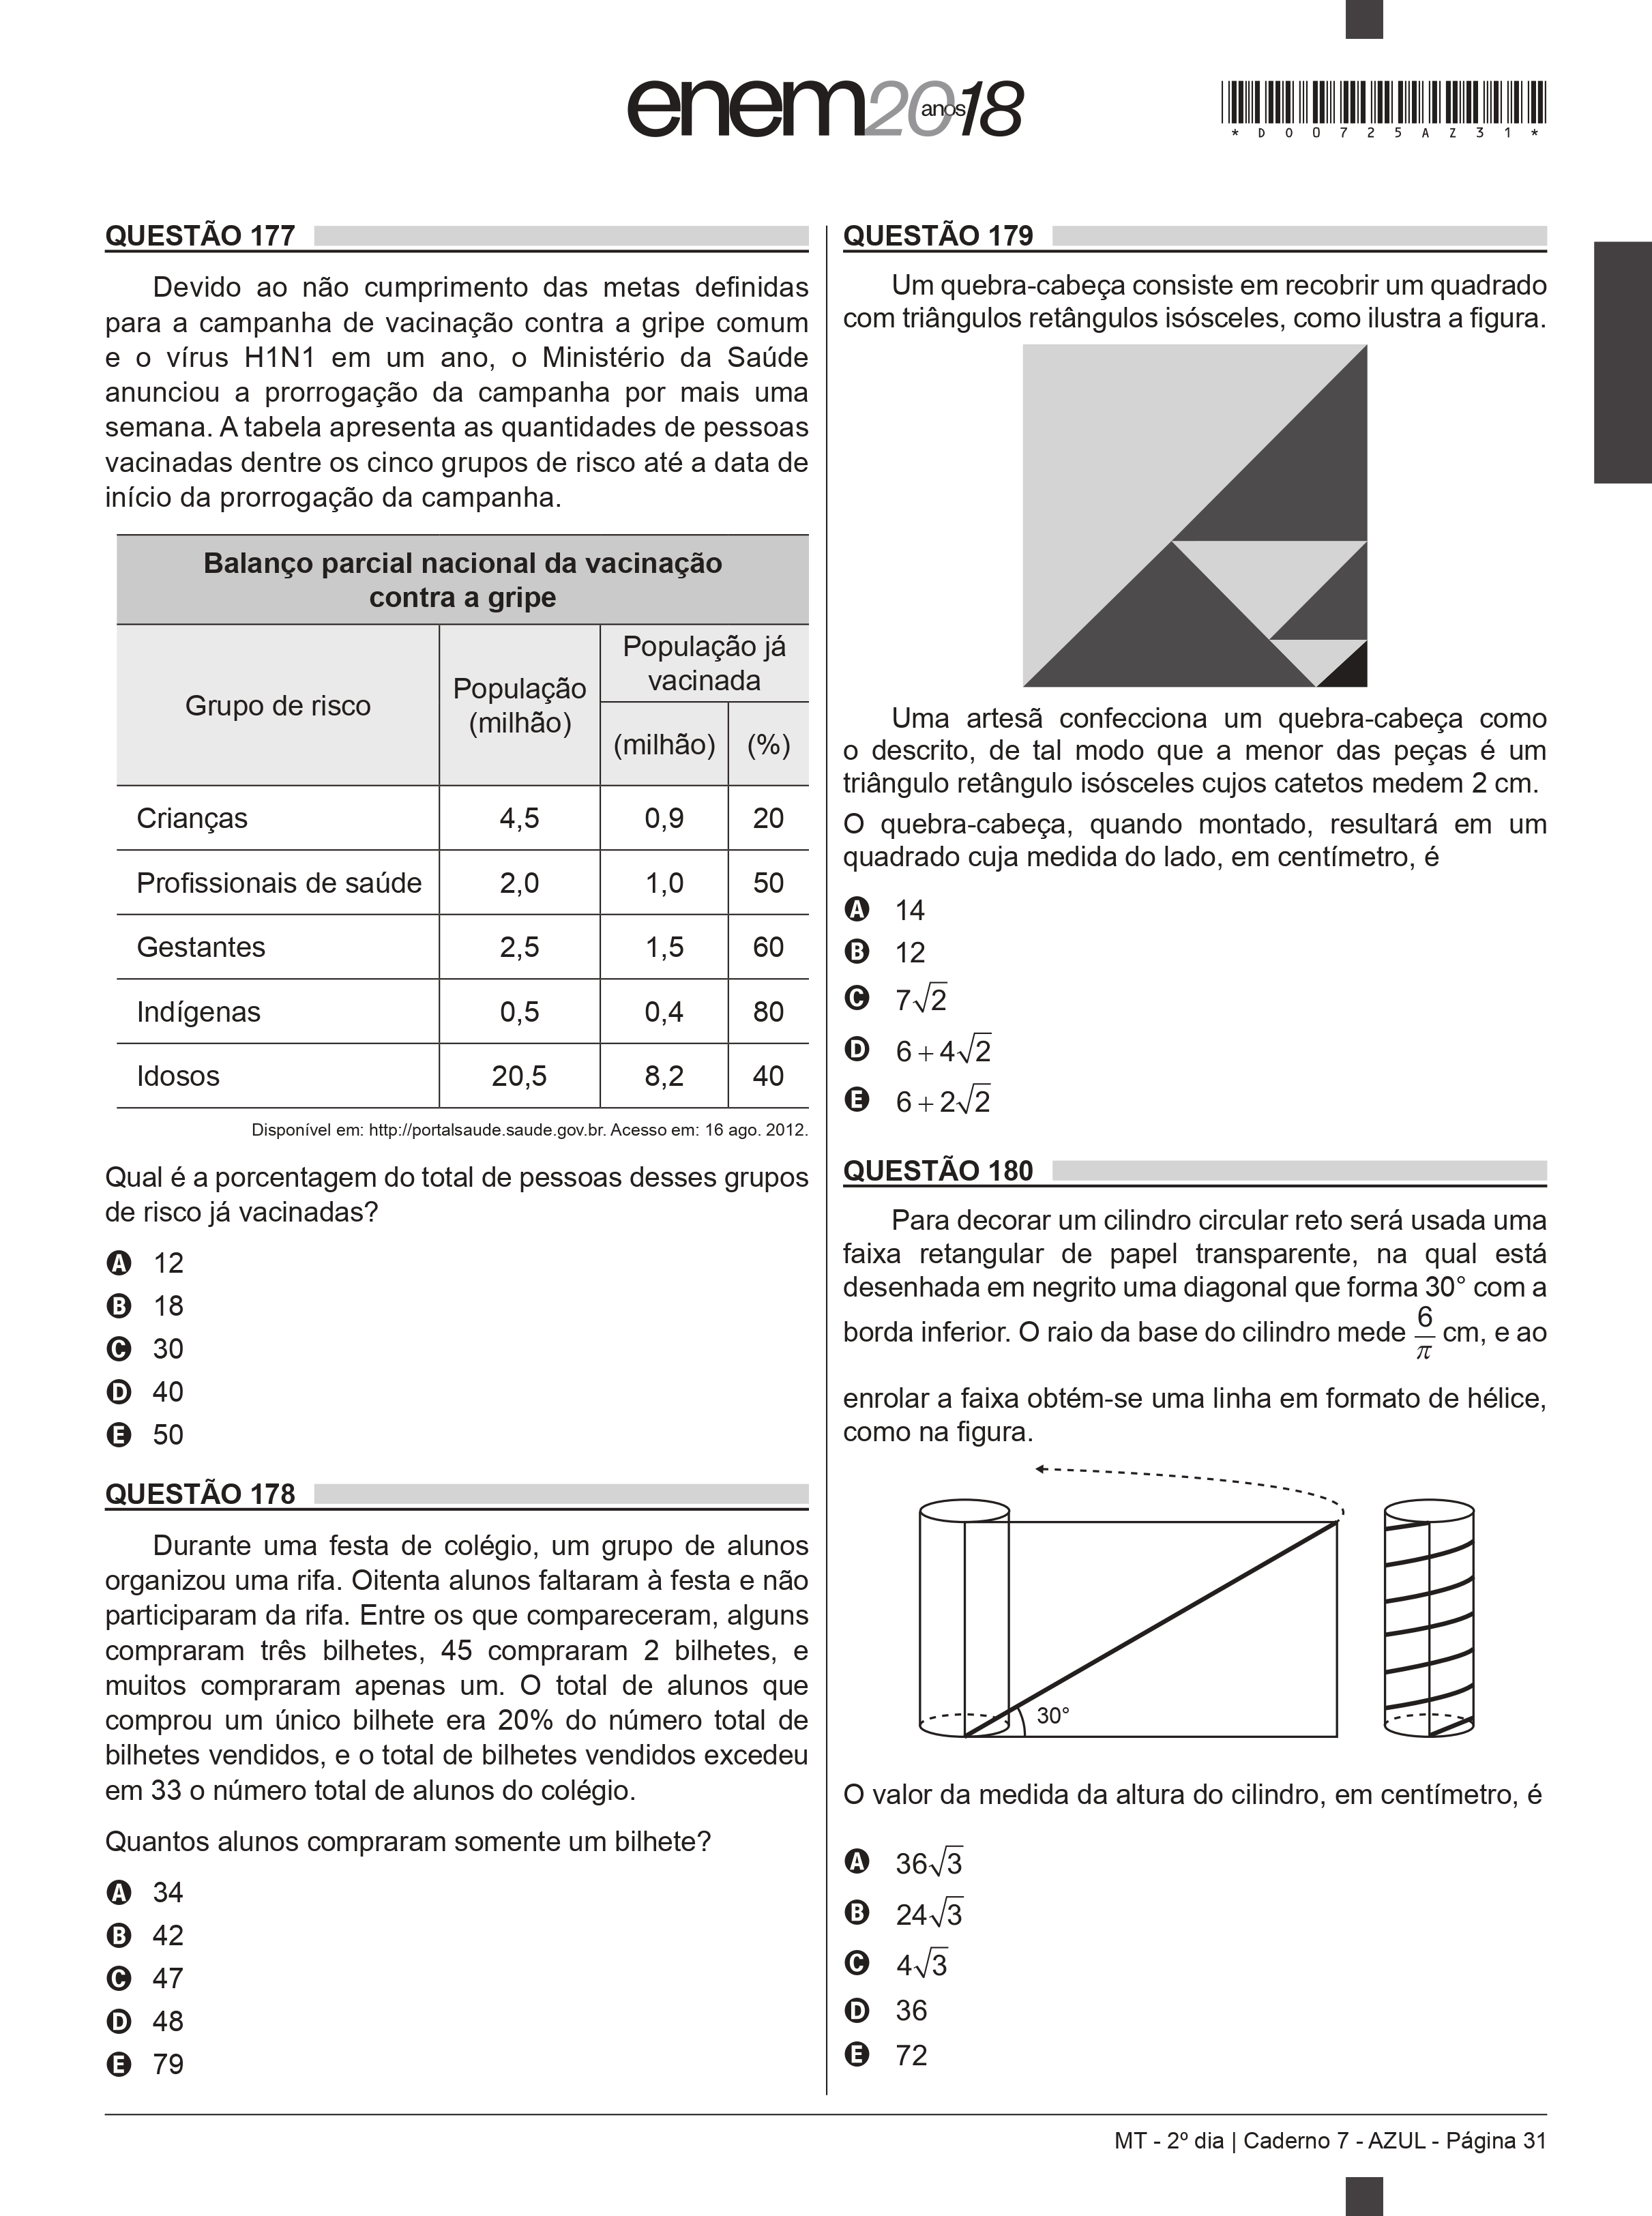 enem2018
anos
*D00725AZ31*
QUESTÃO 177
Devido ao não cumprimento das metas definidas
para a campanha de vacinação contra a gripe comum
e o vírus H1N1 em um ano, o Ministério da Saúde
anunciou a prorrogação da campanha por mais uma
semana. A tabela apresenta as quantidades de pessoas
vacinadas dentre os cinco grupos de risco até a data de
início da prorrogação da campanha.
Balanço parcial nacional da vacinação
contra a gripe
Grupo de risco
População
(milhão)
População já
vacinada
(milhão) (%)
Crianças 4,5 0,9 20
Profissionais de saúde 2,0 1,0 50
Gestantes 2,5 1,5 60
Indígenas 0,5 0,4 80
Idosos 20,5 8,2 40
Disponível em: http://portalsaude.saude.gov.br. Acesso em: 16 ago. 2012.
Qual é a porcentagem do total de pessoas desses grupos
de risco já vacinadas?
A 12
B 18
C 30
D 40
E 50
QUESTÃO 178
Durante uma festa de colégio, um grupo de alunos
organizou uma rifa. Oitenta alunos faltaram à festa e não
participaram da rifa. Entre os que compareceram, alguns
compraram três bilhetes, 45 compraram 2 bilhetes, e
muitos compraram apenas um. O total de alunos que
comprou um único bilhete era 20% do número total de
bilhetes vendidos, e o total de bilhetes vendidos excedeu
em 33 o número total de alunos do colégio.
Quantos alunos compraram somente um bilhete?
A 34
B 42
C 47
D 48
E 79
QUESTÃO 179
Um quebra-cabeça consiste em recobrir um quadrado
com triângulos retângulos isósceles, como ilustra a figura.
Uma artesã confecciona um quebra-cabeça como
o descrito, de tal modo que a menor das peças é um
triângulo retângulo isósceles cujos catetos medem 2 cm.
O quebra-cabeça, quando montado, resultará em um
quadrado cuja medida do lado, em centímetro, é
A 14
B 12
C 7√2
D 6 + 4√2
E 6 + 2√2
QUESTÃO 180
Para decorar um cilindro circular reto será usada uma
faixa retangular de papel transparente, na qual está
desenhada em negrito uma diagonal que forma 30° com a
borda inferior. O raio da base do cilindro mede 6/π cm, e ao
enrolar a faixa obtém-se uma linha em formato de hélice,
como na figura.
30°
O valor da medida da altura do cilindro, em centímetro, é
A 36√3
B 24√3
C 4√3
D 36
E 72
MT - 2º dia | Caderno 7 - AZUL - Página 31